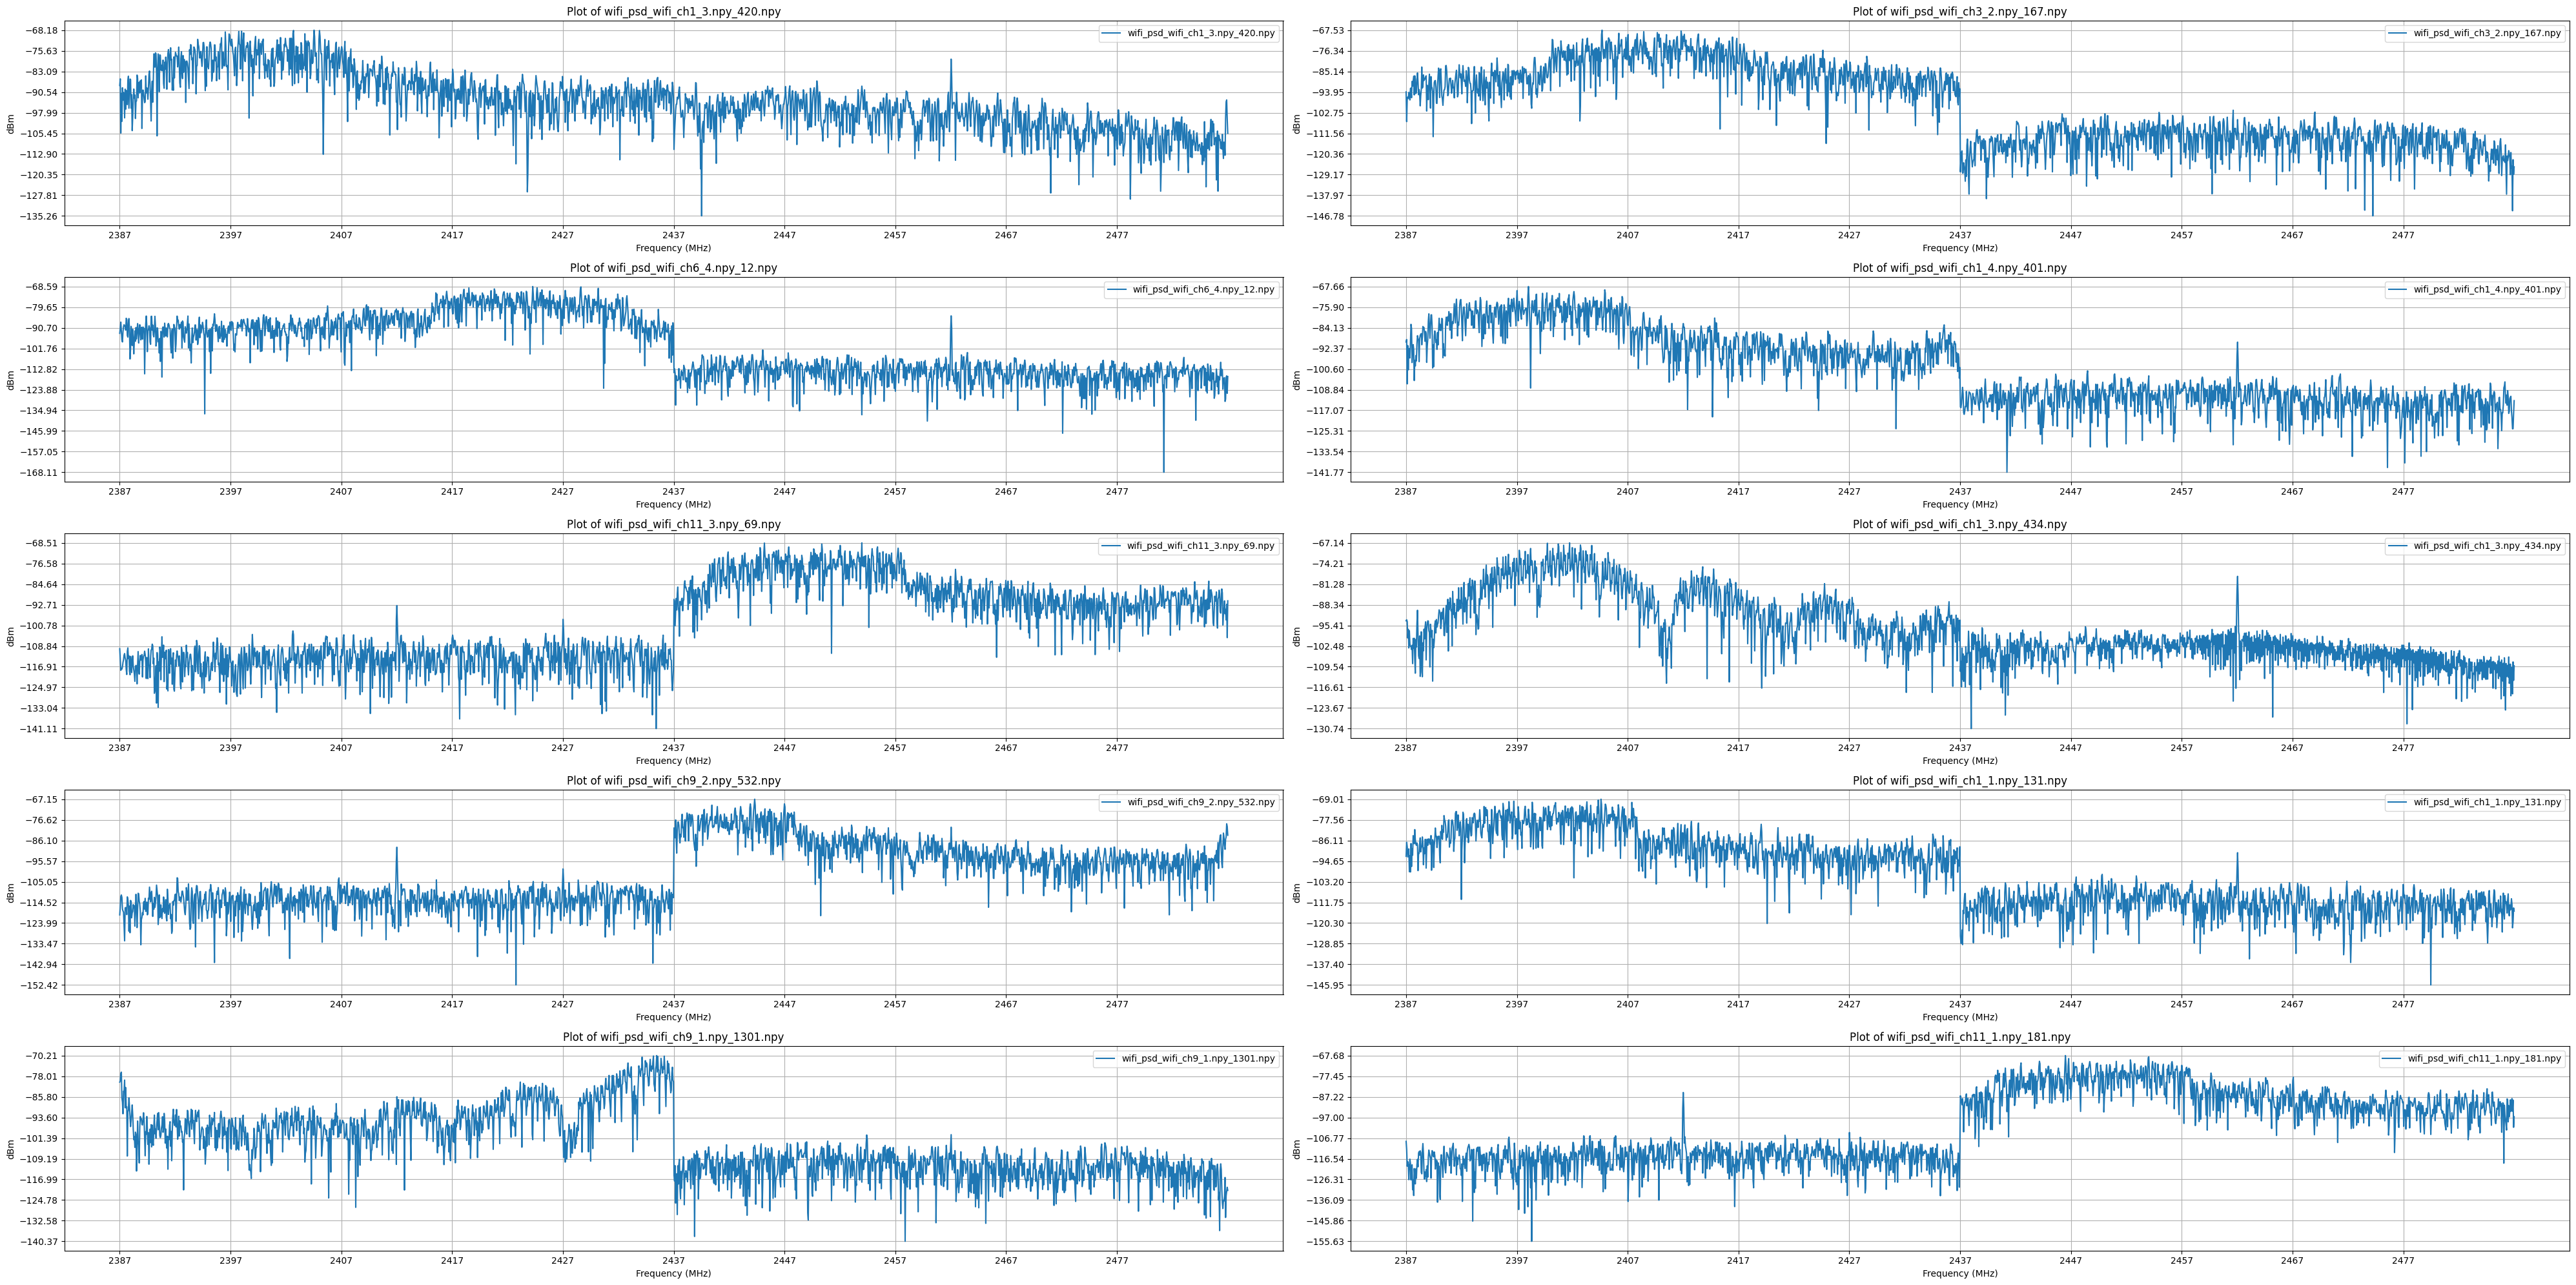 Plot of wifi_psd_wifi_ch1_3.npy_420.npy
wifi_psd_wifi_ch1_3.npy_420.npy
dBm
−68.18
−75.63
−83.09
−90.54
−97.99
−105.45
−112.90
−120.35
−127.81
−135.26
2387 2397 2407 2417 2427 2437 2447 2457 2467 2477
Frequency (MHz)
Plot of wifi_psd_wifi_ch3_2.npy_167.npy
wifi_psd_wifi_ch3_2.npy_167.npy
dBm
−67.53
−76.34
−85.14
−93.95
−102.75
−111.56
−120.36
−129.17
−137.97
−146.78
2387 2397 2407 2417 2427 2437 2447 2457 2467 2477
Frequency (MHz)
Plot of wifi_psd_wifi_ch6_4.npy_12.npy
wifi_psd_wifi_ch6_4.npy_12.npy
dBm
−68.59
−79.65
−90.70
−101.76
−112.82
−123.88
−134.94
−145.99
−157.05
−168.11
2387 2397 2407 2417 2427 2437 2447 2457 2467 2477
Frequency (MHz)
Plot of wifi_psd_wifi_ch1_4.npy_401.npy
wifi_psd_wifi_ch1_4.npy_401.npy
dBm
−67.66
−75.90
−84.13
−92.37
−100.60
−108.84
−117.07
−125.31
−133.54
−141.77
2387 2397 2407 2417 2427 2437 2447 2457 2467 2477
Frequency (MHz)
Plot of wifi_psd_wifi_ch11_3.npy_69.npy
wifi_psd_wifi_ch11_3.npy_69.npy
dBm
−68.51
−76.58
−84.64
−92.71
−100.78
−108.84
−116.91
−124.97
−133.04
−141.11
2387 2397 2407 2417 2427 2437 2447 2457 2467 2477
Frequency (MHz)
Plot of wifi_psd_wifi_ch1_3.npy_434.npy
wifi_psd_wifi_ch1_3.npy_434.npy
dBm
−67.14
−74.21
−81.28
−88.34
−95.41
−102.48
−109.54
−116.61
−123.67
−130.74
2387 2397 2407 2417 2427 2437 2447 2457 2467 2477
Frequency (MHz)
Plot of wifi_psd_wifi_ch9_2.npy_532.npy
wifi_psd_wifi_ch9_2.npy_532.npy
dBm
−67.15
−76.62
−86.10
−95.57
−105.05
−114.52
−123.99
−133.47
−142.94
−152.42
2387 2397 2407 2417 2427 2437 2447 2457 2467 2477
Frequency (MHz)
Plot of wifi_psd_wifi_ch1_1.npy_131.npy
wifi_psd_wifi_ch1_1.npy_131.npy
dBm
−69.01
−77.56
−86.11
−94.65
−103.20
−111.75
−120.30
−128.85
−137.40
−145.95
2387 2397 2407 2417 2427 2437 2447 2457 2467 2477
Frequency (MHz)
Plot of wifi_psd_wifi_ch9_1.npy_1301.npy
wifi_psd_wifi_ch9_1.npy_1301.npy
dBm
−70.21
−78.01
−85.80
−93.60
−101.39
−109.19
−116.99
−124.78
−132.58
−140.37
2387 2397 2407 2417 2427 2437 2447 2457 2467 2477
Frequency (MHz)
Plot of wifi_psd_wifi_ch11_1.npy_181.npy
wifi_psd_wifi_ch11_1.npy_181.npy
dBm
−67.68
−77.45
−87.22
−97.00
−106.77
−116.54
−126.31
−136.09
−145.86
−155.63
2387 2397 2407 2417 2427 2437 2447 2457 2467 2477
Frequency (MHz)